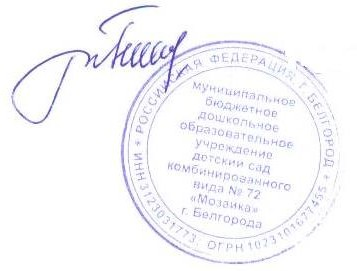 * РОССИЙСКАЯ ФЕДЕРАЦИЯ, г. БЕЛГОРОД *
ИНН 3123031773; ОГРН 1023101677455 *
муниципальное
бюджетное
дошкольное
образовательное
учреждение
детский сад
комбинированного
вида № 72
«Мозаика»
г. Белгорода